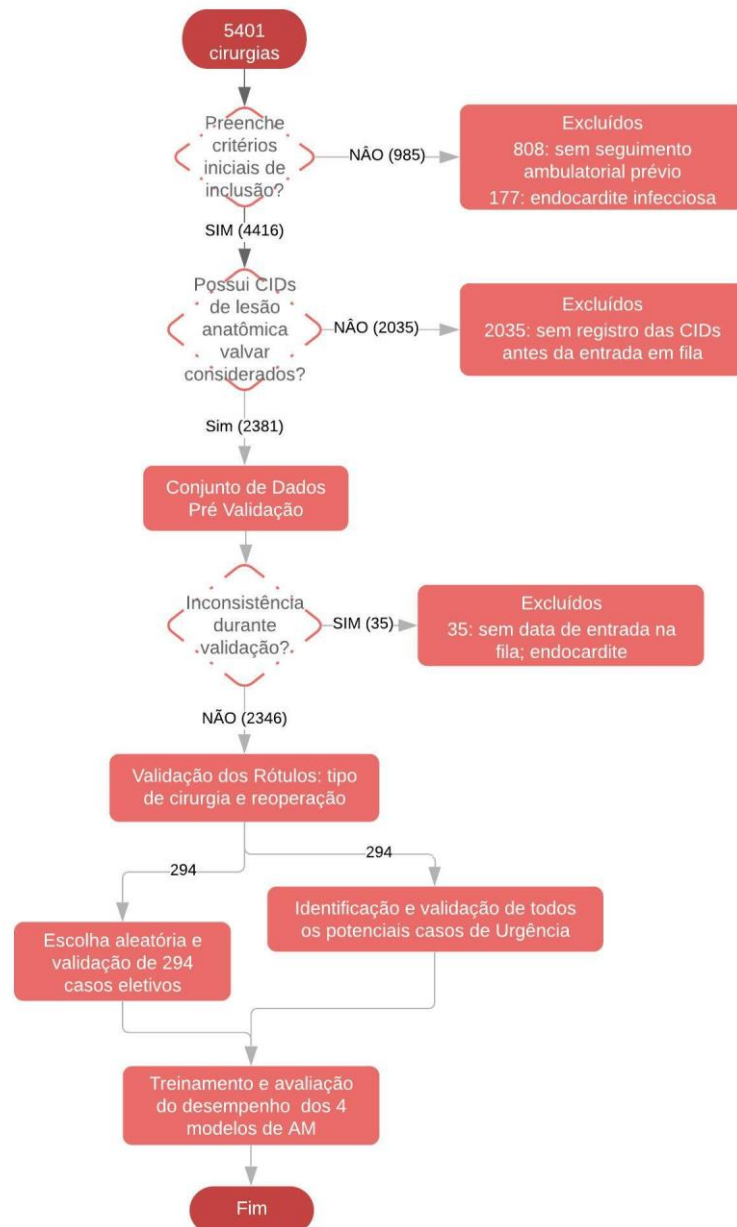 5401
cirurgias
Preenche
critérios
iniciais de
inclusão?
NÂO (985)
Excluídos
808: sem seguimento
ambulatorial prévio
177: endocardite infecciosa
SIM (4416)
Possui CIDs
de lesão
anatômica
valvar
considerados?
NÂO (2035)
Excluídos
2035: sem registro das CIDs
antes da entrada em fila
Sim (2381)
Conjunto de Dados
Pré Validação
Inconsistência
durante
validação?
SIM (35)
Excluídos
35: sem data de entrada na
fila; endocardite
NÃO (2346)
Validação dos Rótulos: tipo
de cirurgia e reoperação
294
294
Escolha aleatória e
validação de 294
casos eletivos
Identificação e validação de todos
os potenciais casos de Urgência
Treinamento e avaliação
do desempenho dos 4
modelos de AM
Fim